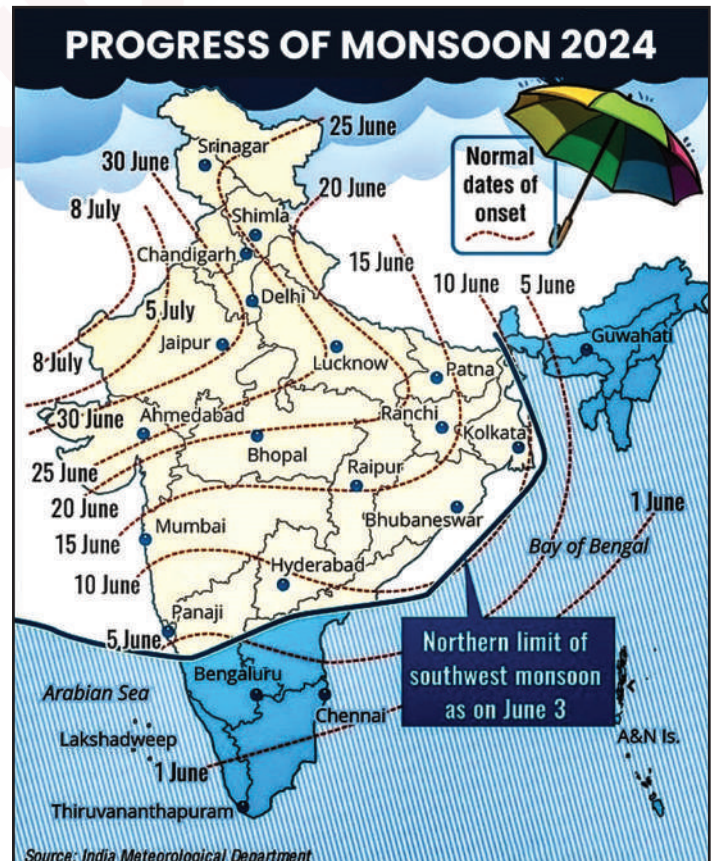 PROGRESS OF MONSOON 2024
25 June
Srinagar
30 June
Normal
dates of
onset
20 June
8 July
Shimla
Chandigarh
15 June
10 June
5 June
Delhi
5 July
Guwahati
Jaipur
8 July
Lucknow
Patna
30 June
Ahmedabad
Ranchi
Kolkata
Bhopal
25 June
Raipur
20 June
1 June
Bhubaneswar
Mumbai
15 June
Bay of Bengal
Hyderabad
10 June
Panaji
5 June
Northern limit of
southwest monsoon
as on June 3
Bengaluru
Arabian Sea
Chennai
Lakshadweep
A&N Is.
1 June
Thiruvananthapuram
Source: India Meteorological Department